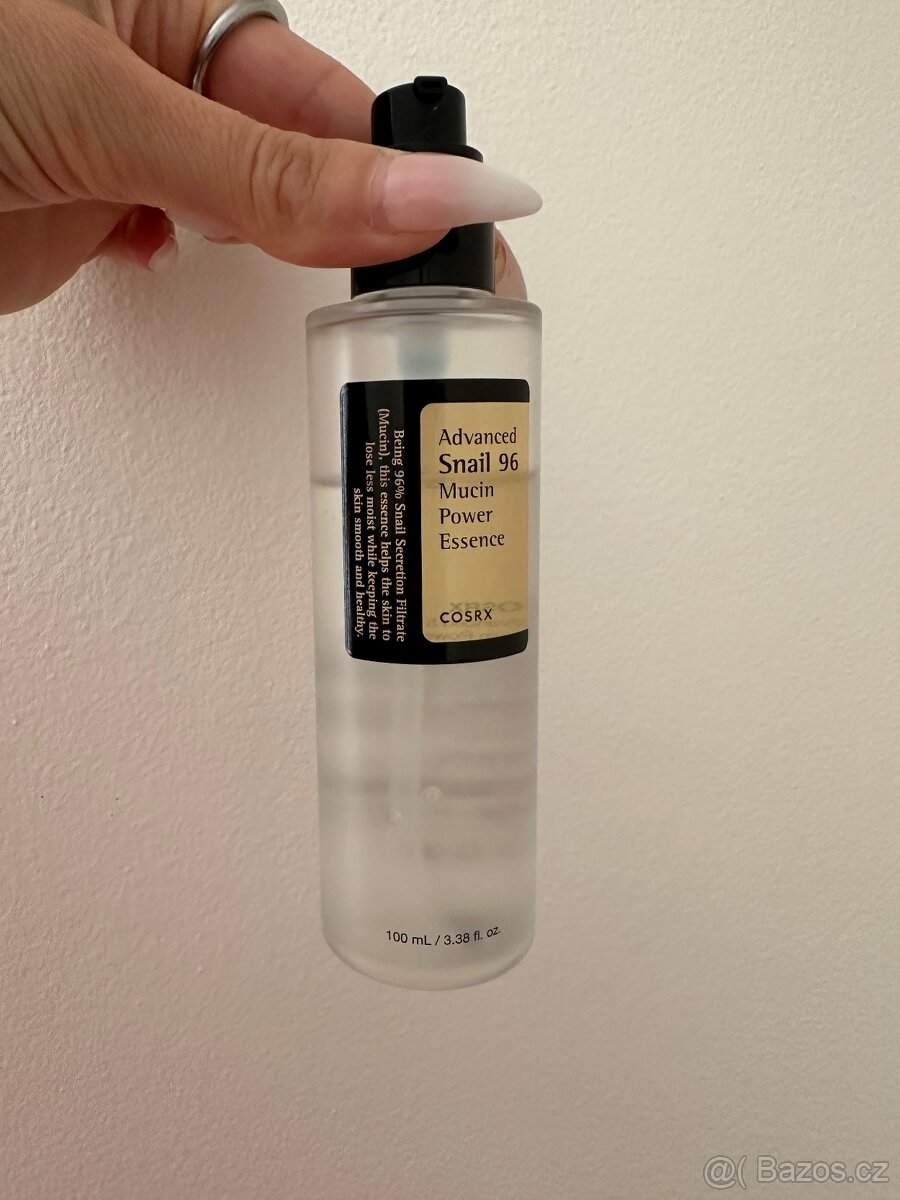 Advanced
Snail 96
Mucin
Power
Essence
COSRX
Being 96% Snail Secretion Filtrate
(Mucin), this essence helps the skin to
lose less moist while keeping the
skin smooth and healthy.
100 mL / 3.38 fl. oz.
@( Bazos.cz